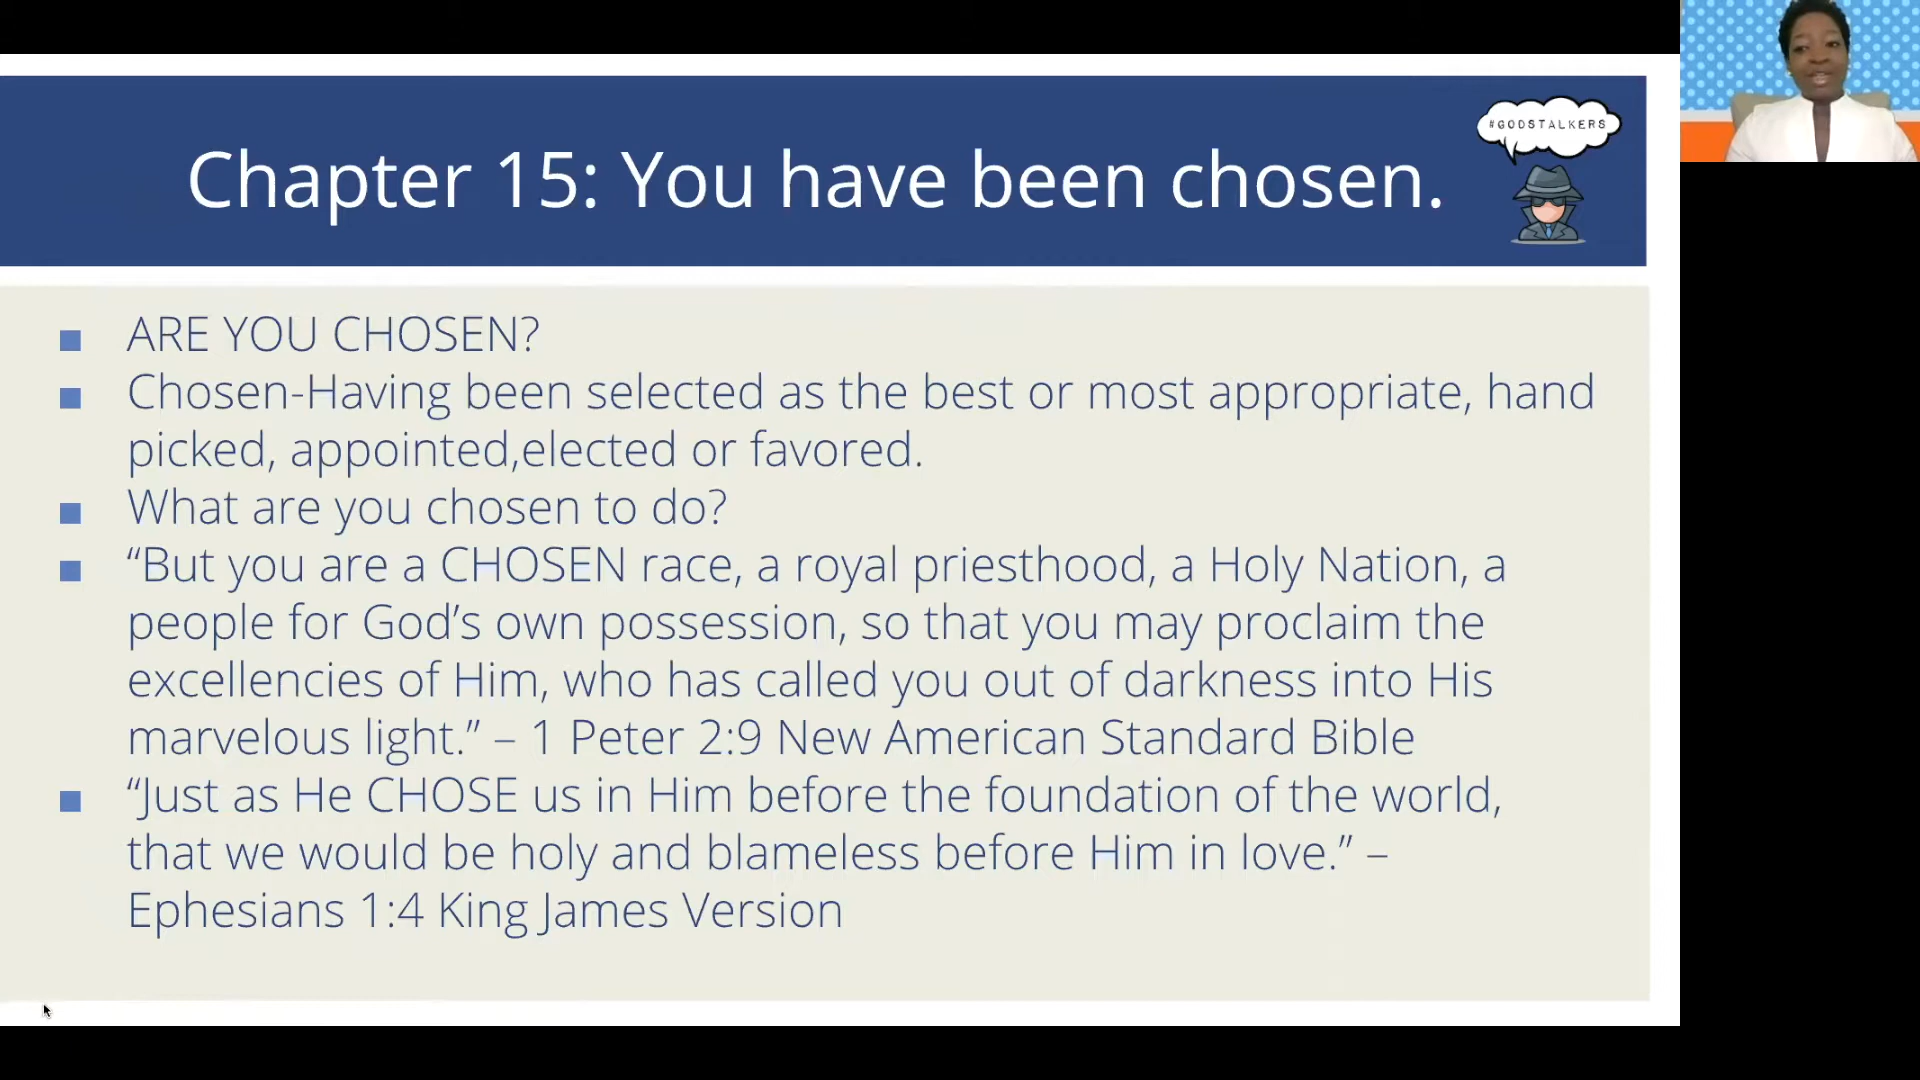 #GODSTALKERS
Chapter 15: You have been chosen.
ARE YOU CHOSEN?
Chosen-Having been selected as the best or most appropriate, hand
picked, appointed,elected or favored.
What are you chosen to do?
“But you are a CHOSEN race, a royal priesthood, a Holy Nation, a
people for God’s own possession, so that you may proclaim the
excellencies of Him, who has called you out of darkness into His
marvelous light.” – 1 Peter 2:9 New American Standard Bible
“Just as He CHOSE us in Him before the foundation of the world,
that we would be holy and blameless before Him in love.” –
Ephesians 1:4 King James Version